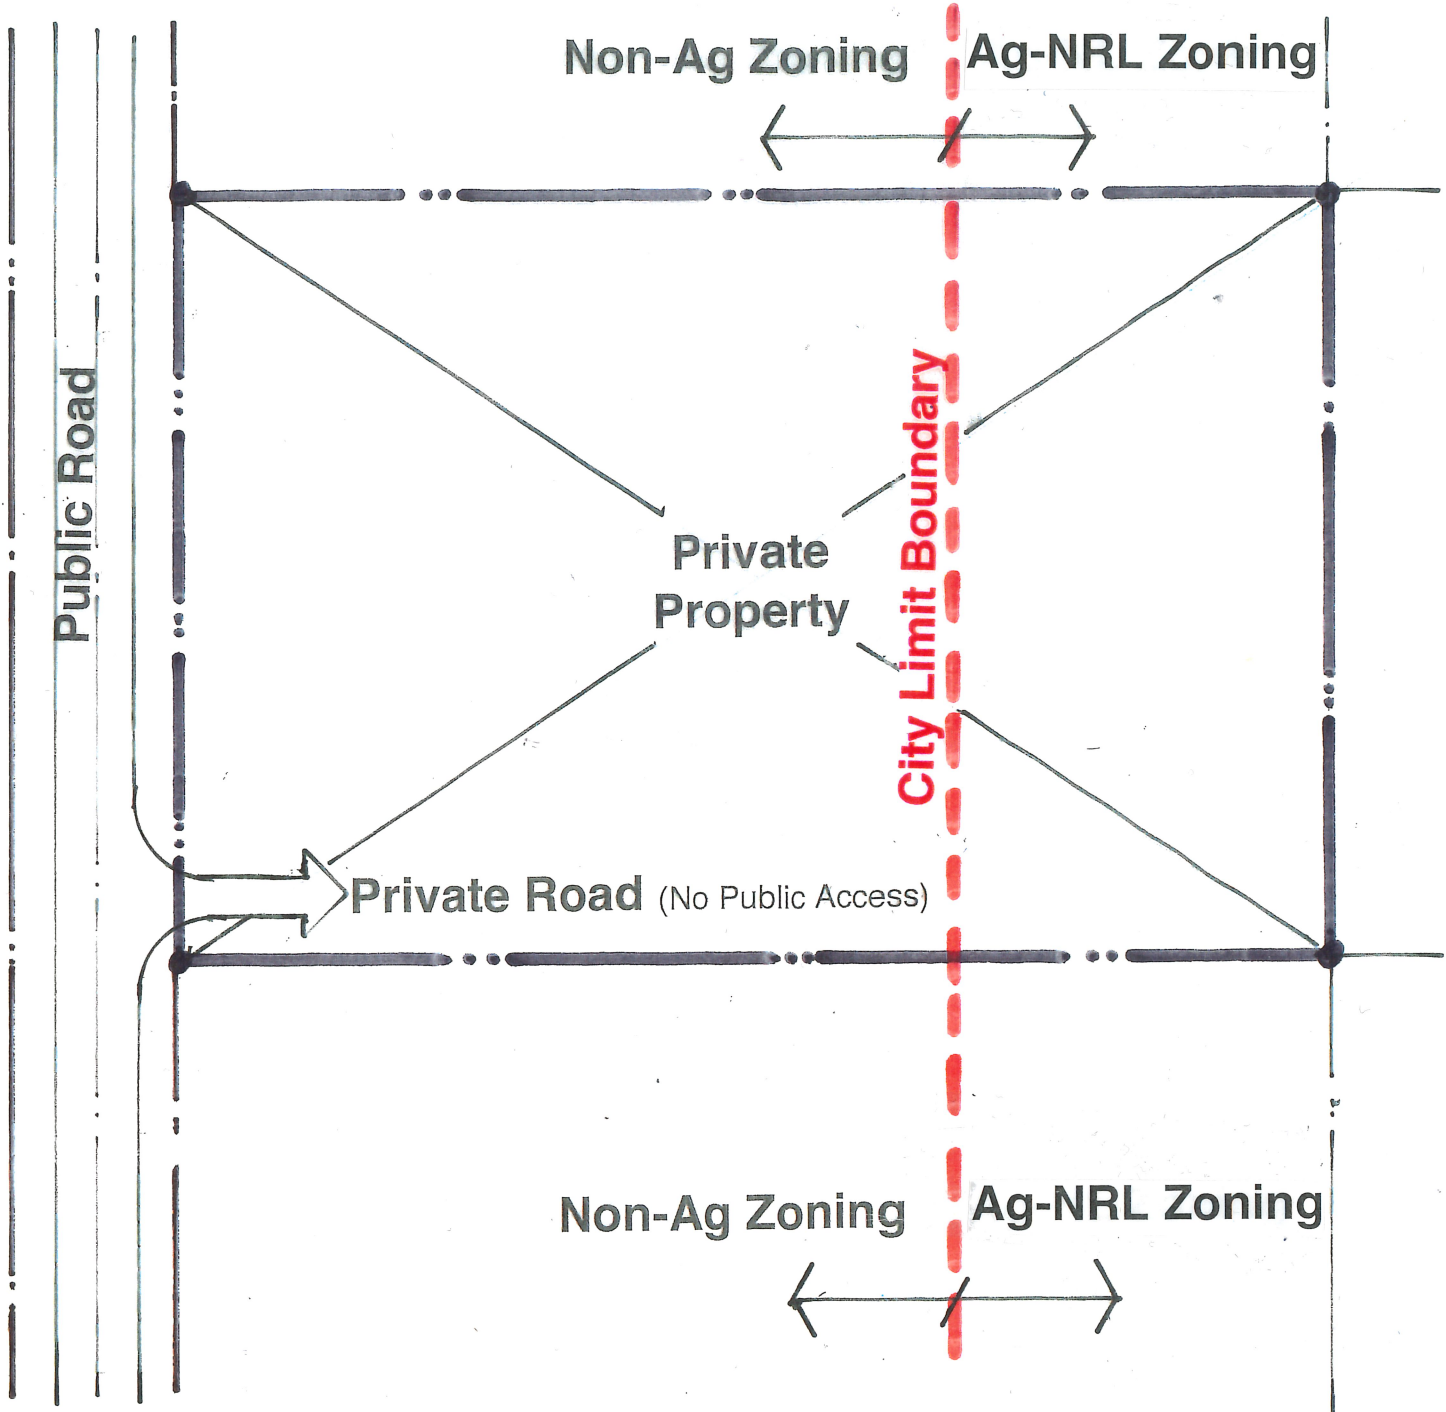 Non-Ag Zoning
Ag-NRL Zoning
Public Road
City Limit Boundary
Private
Property
Private Road (No Public Access)
Non-Ag Zoning
Ag-NRL Zoning